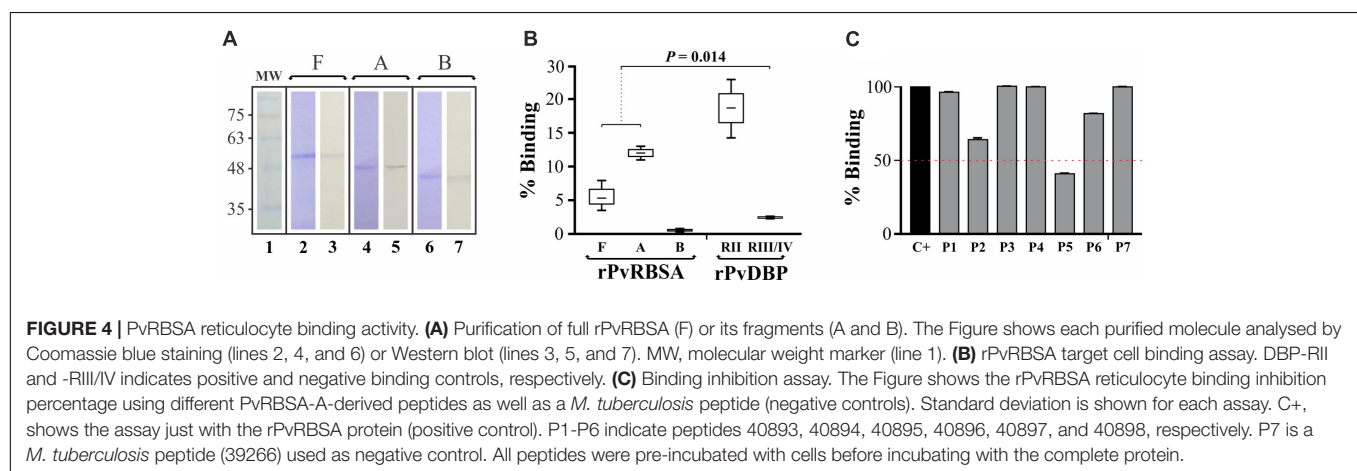 A
B
C
F
A
B
MW
75
63
48
35
1
2
3
4
5
6
7
P = 0.014
% Binding
30
25
20
15
10
5
0
F
A
B
RII
RIII/IV
rPvRBSA
rPvDBP
% Binding
100
50
0
C+
P1
P2
P3
P4
P5
P6
P7
FIGURE 4 | PvRBSA reticulocyte binding activity. (A) Purification of full rPvRBSA (F) or its fragments (A and B). The Figure shows each purified molecule analysed by
Coomassie blue staining (lines 2, 4, and 6) or Western blot (lines 3, 5, and 7). MW, molecular weight marker (line 1). (B) rPvRBSA target cell binding assay. DBP-RII
and -RIII/IV indicates positive and negative binding controls, respectively. (C) Binding inhibition assay. The Figure shows the rPvRBSA reticulocyte binding inhibition
percentage using different PvRBSA-A-derived peptides as well as a M. tuberculosis peptide (negative controls). Standard deviation is shown for each assay. C+,
shows the assay just with the rPvRBSA protein (positive control). P1-P6 indicate peptides 40893, 40894, 40895, 40896, 40897, and 40898, respectively. P7 is a
M. tuberculosis peptide (39266) used as negative control. All peptides were pre-incubated with cells before incubating with the complete protein.